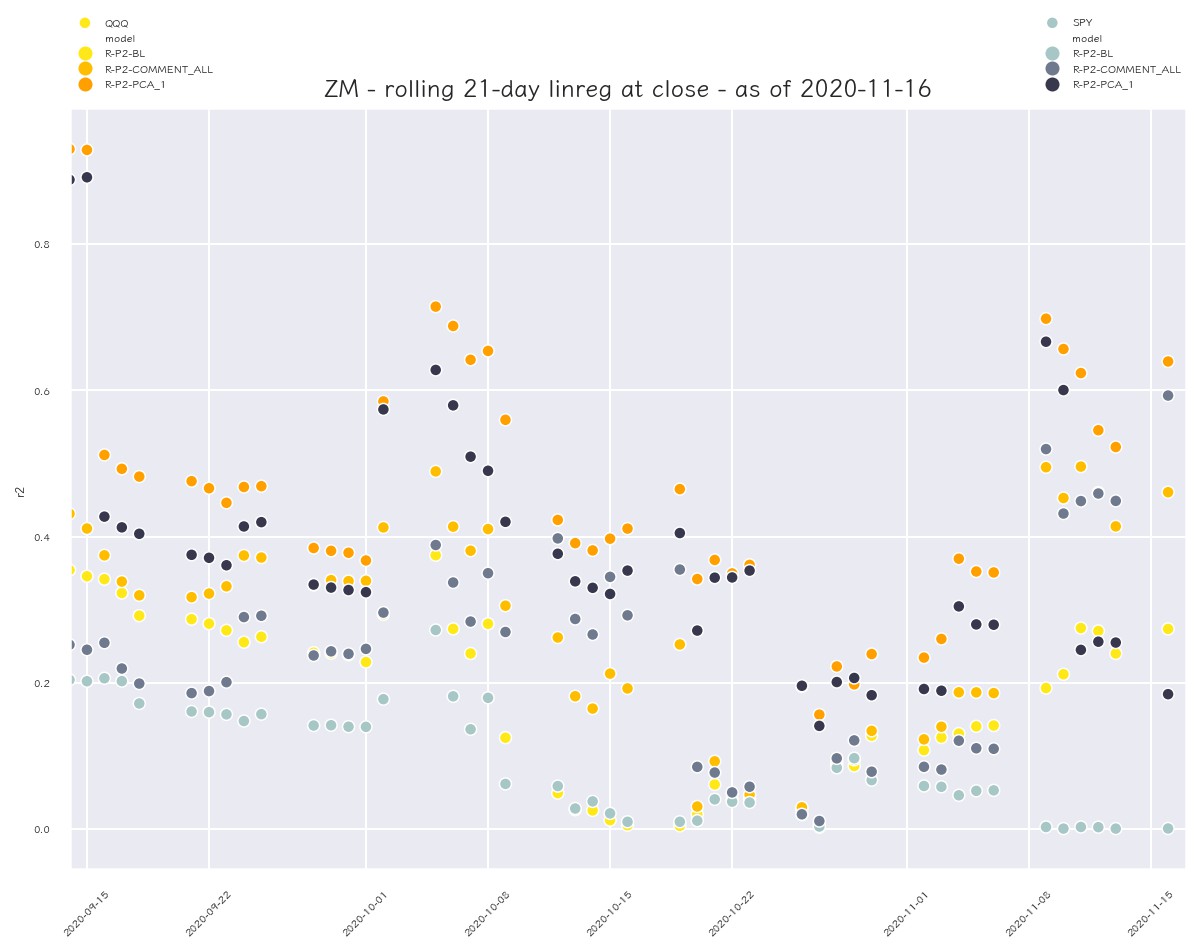 QQQ
model
R-P2-BL
R-P2-COMMENT_ALL
R-P2-PCA_1
SPY
model
R-P2-BL
R-P2-COMMENT_ALL
R-P2-PCA_1
ZM - rolling 21-day linreg at close - as of 2020-11-16
r2
0.8
0.6
0.4
0.2
0.0
2020-09-15
2020-09-22
2020-10-01
2020-10-08
2020-10-15
2020-10-22
2020-11-01
2020-11-08
2020-11-15